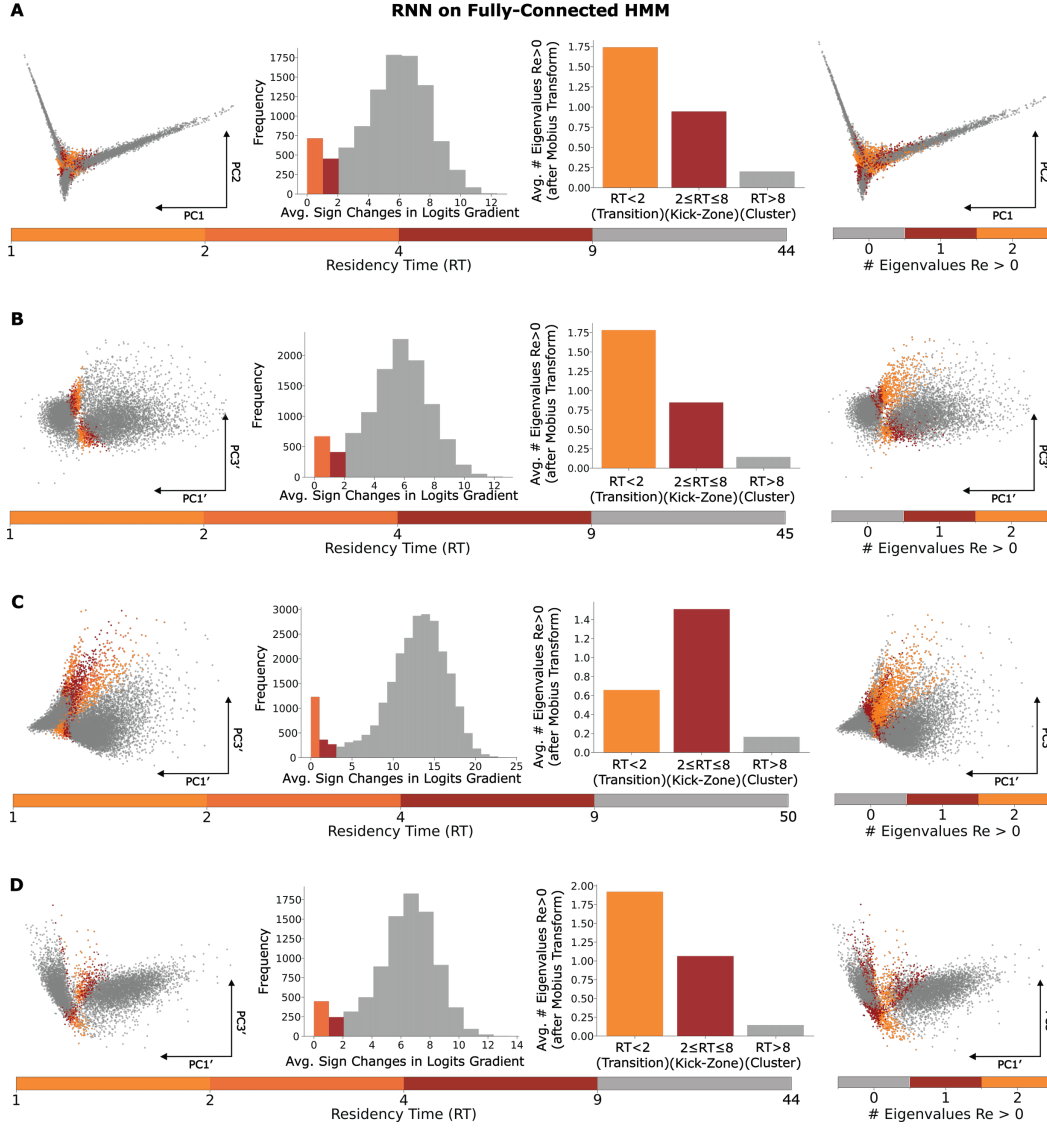 RNN on Fully-Connected HMM
A
PC2
PC1
Frequency
1750
1500
1250
1000
750
500
250
0
0 2 4 6 8 10 12
Avg. Sign Changes in Logits Gradient
Avg. # Eigenvalues Re>0
(after Mobius Transform)
1.75
1.50
1.25
1.00
0.75
0.50
0.25
0.00
RT<2 2≤RT≤8 RT>8
(Transition)(Kick-Zone)(Cluster)
PC2
PC1
1 2 4 9 44
Residency Time (RT)
0 1 2
# Eigenvalues Re > 0
B
PC3′
PC1′
Frequency
2000
1500
1000
500
0
0 2 4 6 8 10 12
Avg. Sign Changes in Logits Gradient
Avg. # Eigenvalues Re>0
(after Mobius Transform)
1.75
1.50
1.25
1.00
0.75
0.50
0.25
0.00
RT<2 2≤RT≤8 RT>8
(Transition)(Kick-Zone)(Cluster)
PC3′
PC1′
1 2 4 9 45
Residency Time (RT)
0 1 2
# Eigenvalues Re > 0
C
PC3′
PC1′
Frequency
3000
2500
2000
1500
1000
500
0
0 5 10 15 20 25
Avg. Sign Changes in Logits Gradient
Avg. # Eigenvalues Re>0
(after Mobius Transform)
1.4
1.2
1.0
0.8
0.6
0.4
0.2
0.0
RT<2 2≤RT≤8 RT>8
(Transition)(Kick-Zone)(Cluster)
PC3
PC1′
1 2 4 9 50
Residency Time (RT)
0 1 2
# Eigenvalues Re > 0
D
PC3′
PC1′
Frequency
1750
1500
1250
1000
750
500
250
0
0 2 4 6 8 10 12 14
Avg. Sign Changes in Logits Gradient
Avg. # Eigenvalues Re>0
(after Mobius Transform)
2.00
1.75
1.50
1.25
1.00
0.75
0.50
0.25
0.00
RT<2 2≤RT≤8 RT>8
(Transition)(Kick-Zone)(Cluster)
PC1′
1 2 4 9 44
Residency Time (RT)
0 1 2
# Eigenvalues Re > 0